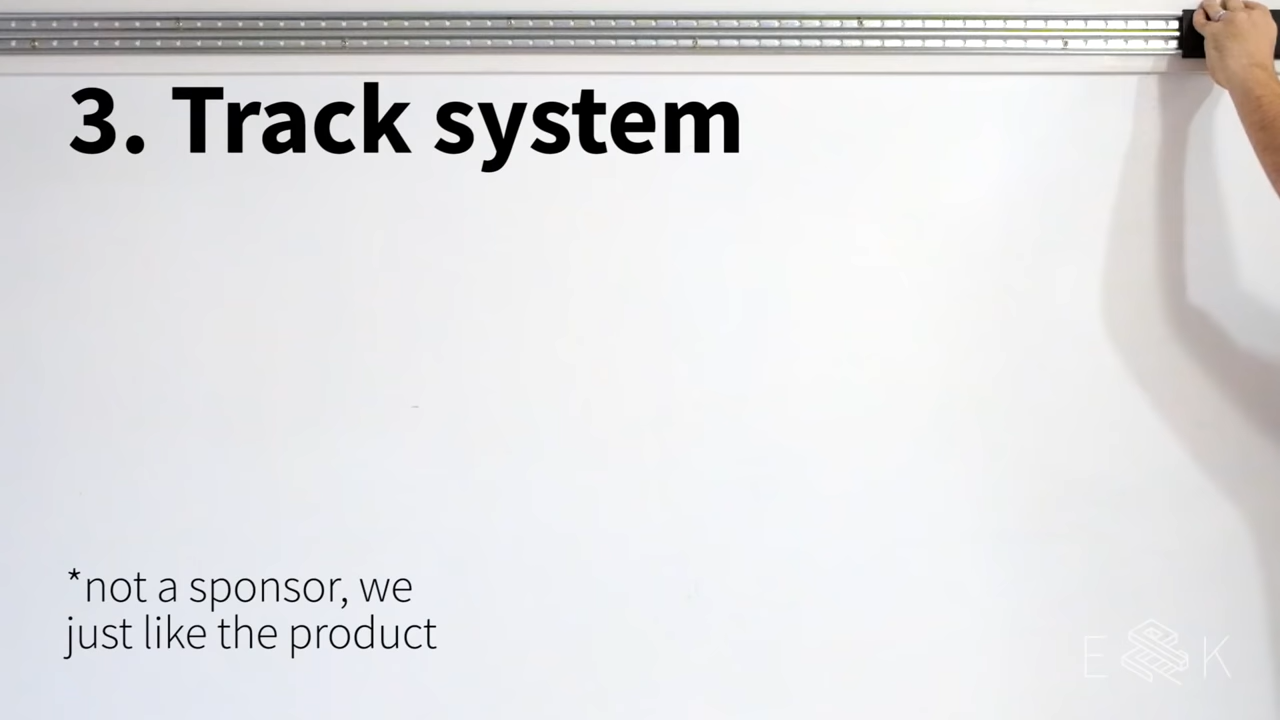 3. Track system
*not a sponsor, we
just like the product
E K